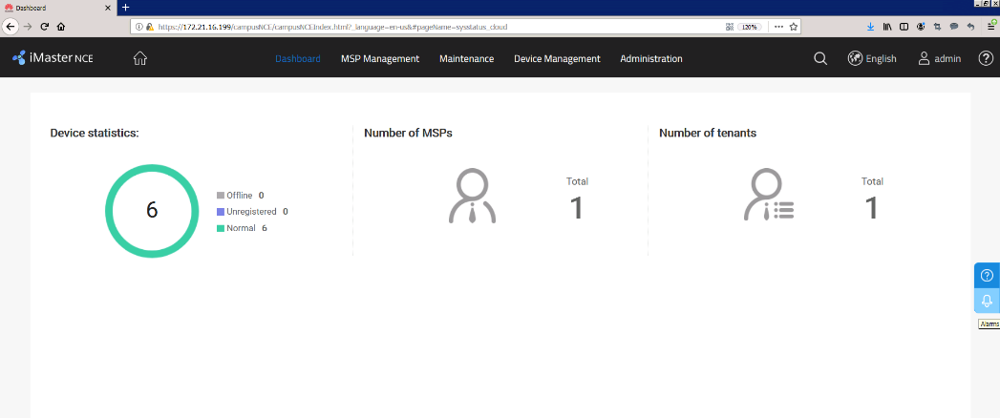 Dashboard
https://172.21.16.199/campusNCE/campusNCEIndex.html?_language=en-us&#pageName=sysstatus_cloud
120%
iMaster NCE
Dashboard MSP Management Maintenance Device Management Administration
English admin
Device statistics: Number of MSPs Number of tenants
6
Offline 0
Unregistered 0
Normal 6
Total
1
Total
1
Alarms